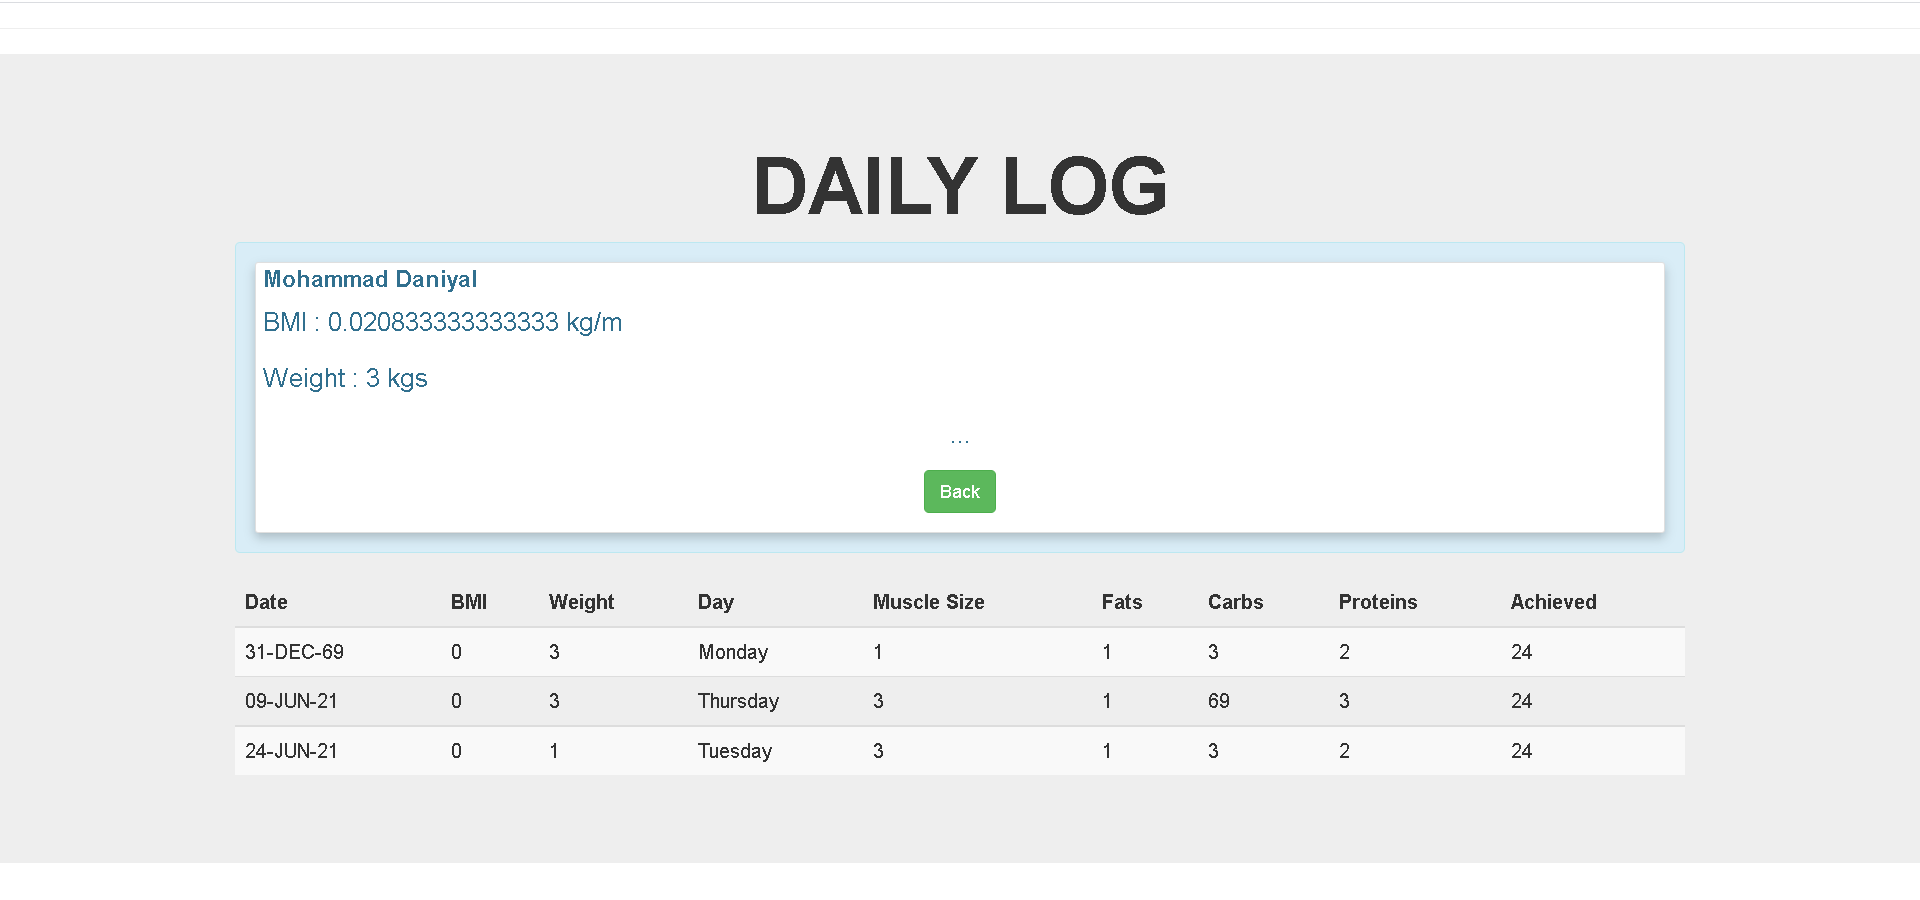 DAILY LOG
Mohammad Daniyal
BMI : 0.020833333333333 kg/m
Weight : 3 kgs
...
Back
Date BMI Weight Day Muscle Size Fats Carbs Proteins Achieved
31-DEC-69 0 3 Monday 1 1 3 2 24
09-JUN-21 0 3 Thursday 3 1 69 3 24
24-JUN-21 0 1 Tuesday 3 1 3 2 24